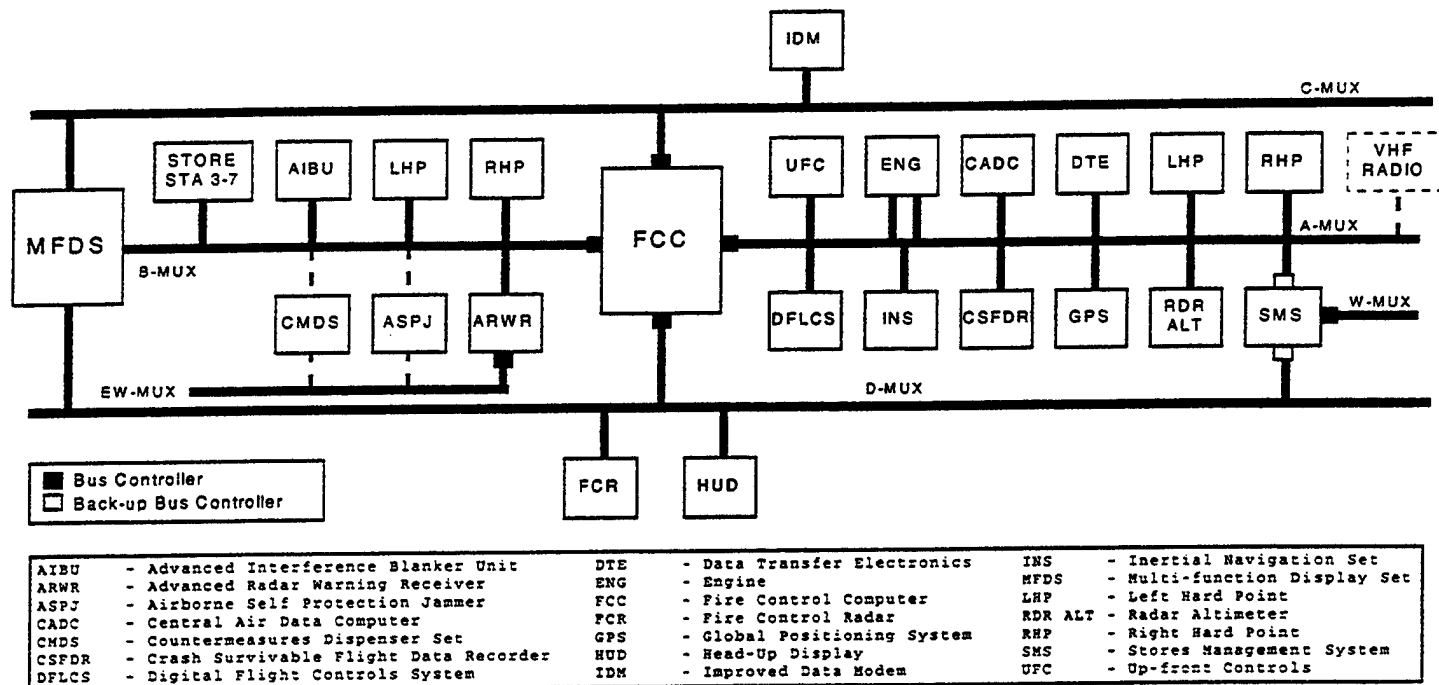 IDM
C-MUX
STORE
STA 3-7
AIBU
LHP
RHP
UFC
ENG
CADC
DTE
LHP
RHP
VHF
RADIO
MFDS
FCC
B-MUX
A-MUX
CMDS
ASPJ
ARWR
DFLCS
INS
CSFDR
GPS
RDR
ALT
SMS
W-MUX
EW-MUX
D-MUX
FCR
HUD
Bus Controller
Back-up Bus Controller
AIBU - Advanced Interference Blanker Unit
ARWR - Advanced Radar Warning Receiver
ASPJ - Airborne Self Protection Jammer
CADC - Central Air Data Computer
CMDS - Countermeasures Dispenser Set
CSFDR - Crash Survivable Flight Data Recorder
DFLCS - Digital Flight Controls System
DTE - Data Transfer Electronics
ENG - Engine
FCC - Fire Control Computer
FCR - Fire Control Radar
GPS - Global Positioning System
HUD - Head-Up Display
IDM - Improved Data Modem
INS - Inertial Navigation Set
MFDS - Multi-function Display Set
LHP - Left Hard Point
RDR ALT - Radar Altimeter
RHP - Right Hard Point
SMS - Stores Management System
UFC - Up-front Controls